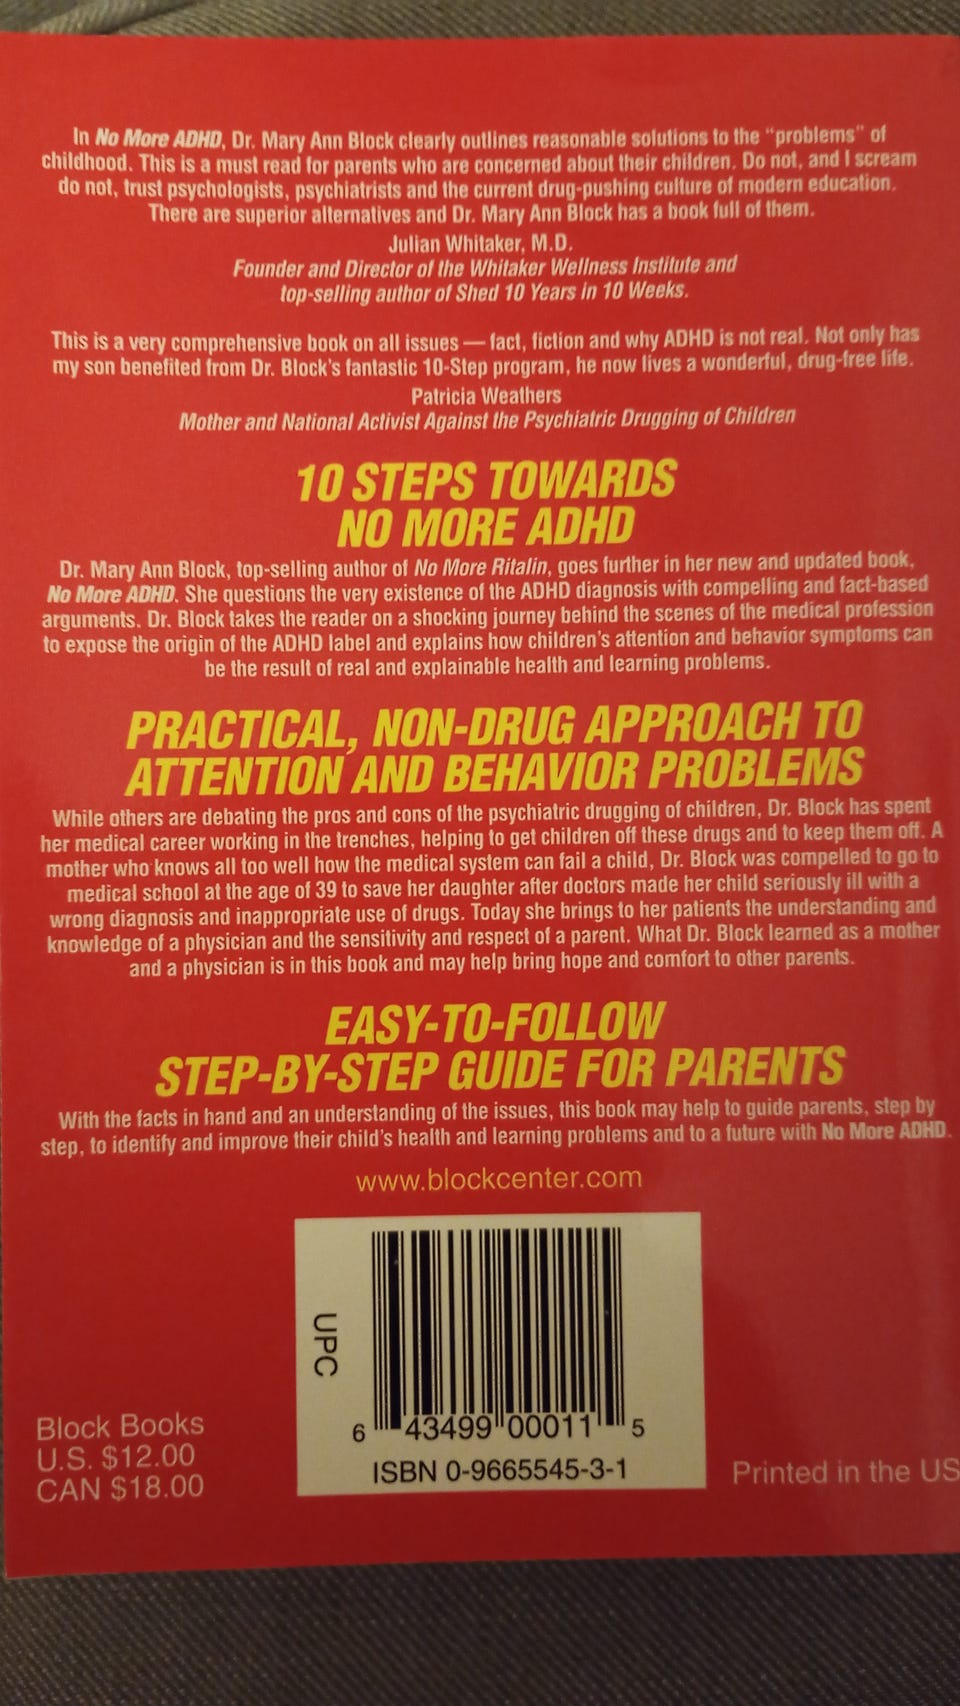 In No More ADHD, Dr. Mary Ann Block clearly outlines reasonable solutions to the “problems” of
childhood. This is a must read for parents who are concerned about their children. Do not, and I scream
do not, trust psychologists, psychiatrists and the current drug-pushing culture of modern education.
There are superior alternatives and Dr. Mary Ann Block has a book full of them.
Julian Whitaker, M.D.
Founder and Director of the Whitaker Wellness Institute and
top-selling author of Shed 10 Years in 10 Weeks.
This is a very comprehensive book on all issues — fact, fiction and why ADHD is not real. Not only has
my son benefited from Dr. Block’s fantastic 10-Step program, he now lives a wonderful, drug-free life.
Patricia Weathers
Mother and National Activist Against the Psychiatric Drugging of Children
10 STEPS TOWARDS
NO MORE ADHD
Dr. Mary Ann Block, top-selling author of No More Ritalin, goes further in her new and updated book,
No More ADHD. She questions the very existence of the ADHD diagnosis with compelling and fact-based
arguments. Dr. Block takes the reader on a shocking journey behind the scenes of the medical profession
to expose the origin of the ADHD label and explains how children’s attention and behavior symptoms can
be the result of real and explainable health and learning problems.
PRACTICAL, NON-DRUG APPROACH TO
ATTENTION AND BEHAVIOR PROBLEMS
While others are debating the pros and cons of the psychiatric drugging of children, Dr. Block has spent
her medical career working in the trenches, helping to get children off these drugs and to keep them off. A
mother who knows all too well how the medical system can fail a child, Dr. Block was compelled to go to
medical school at the age of 39 to save her daughter after doctors made her child seriously ill with a
wrong diagnosis and inappropriate use of drugs. Today she brings to her patients the understanding and
knowledge of a physician and the sensitivity and respect of a parent. What Dr. Block learned as a mother
and a physician is in this book and may help bring hope and comfort to other parents.
EASY-TO-FOLLOW
STEP-BY-STEP GUIDE FOR PARENTS
With the facts in hand and an understanding of the issues, this book may help to guide parents, step by
step, to identify and improve their child’s health and learning problems and to a future with No More ADHD.
www.blockcenter.com
UPC
6 43499 00011 5
ISBN 0-9665545-3-1
Block Books
U.S. $12.00
CAN $18.00
Printed in the US